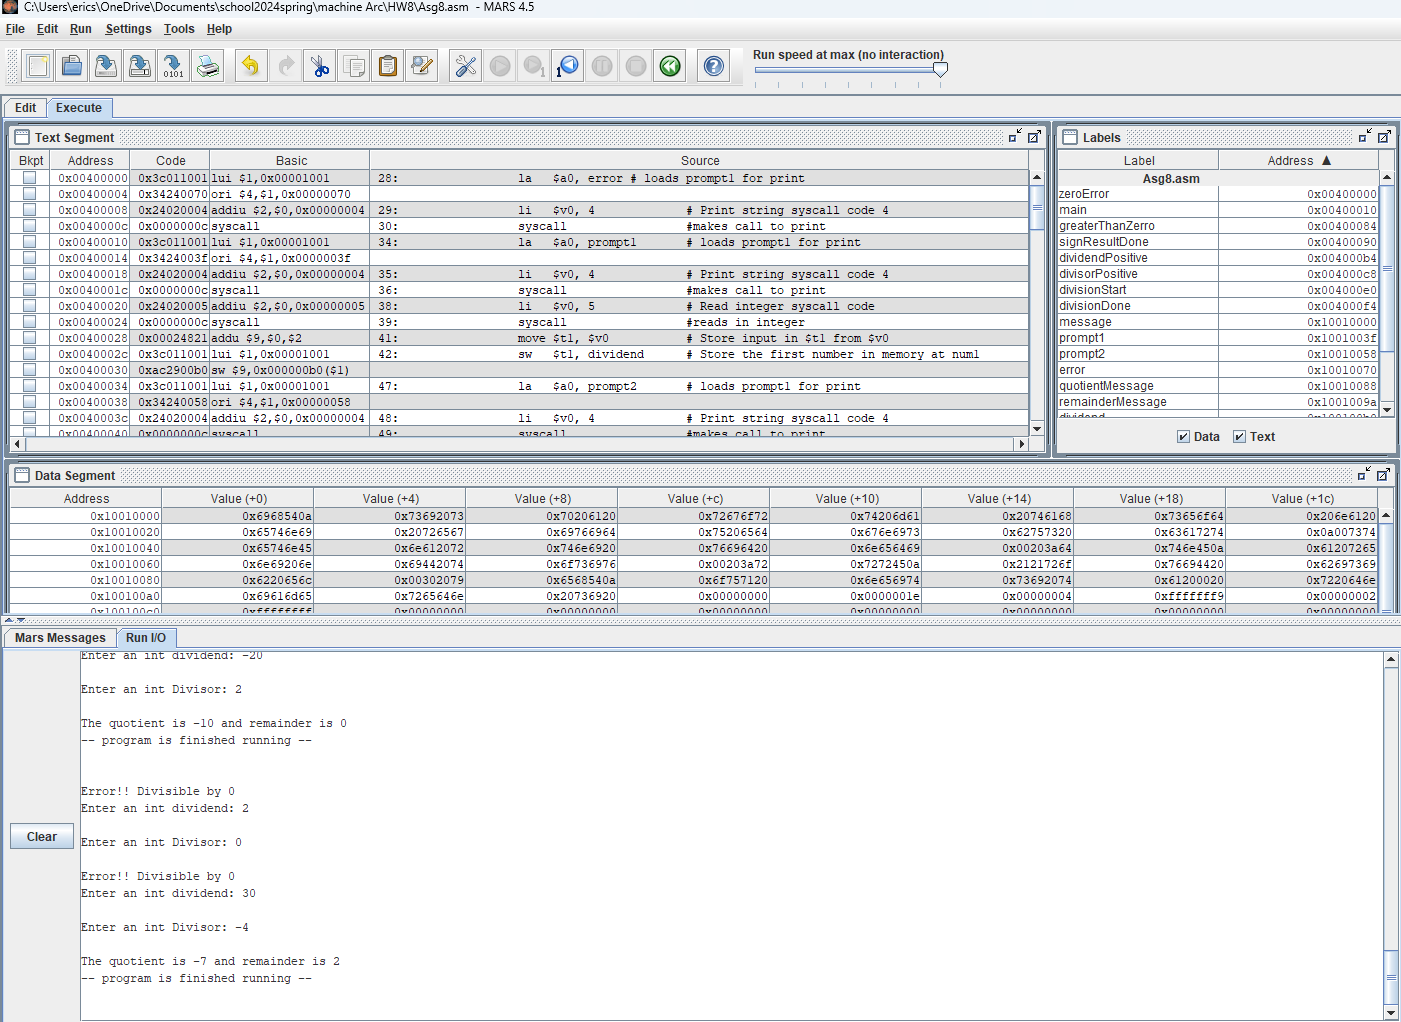 C:\Users\erics\OneDrive\Documents\school2024spring\machine Arc\HW8\Asg8.asm - MARS 4.5
File Edit Run Settings Tools Help
Run speed at max (no interaction)
Edit Execute
Text Segment
Bkpt Address Code Basic Source
0x00400000 0x3c011001 lui $1,0x00001001 28: la $a0, error # loads prompt1 for print
0x00400004 0x34240070 ori $4,$1,0x00000070
0x00400008 0x24020004 addiu $2,$0,0x00000004 29: li $v0, 4 # Print string syscall code 4
0x0040000c 0x0000000c syscall 30: syscall #makes call to print
0x00400010 0x3c011001 lui $1,0x00001001 34: la $a0, prompt1 # loads prompt1 for print
0x00400014 0x3424003f ori $4,$1,0x0000003f
0x00400018 0x24020004 addiu $2,$0,0x00000004 35: li $v0, 4 # Print string syscall code 4
0x0040001c 0x0000000c syscall 36: syscall #makes call to print
0x00400020 0x24020005 addiu $2,$0,0x00000005 38: li $v0, 5 # Read integer syscall code
0x00400024 0x0000000c syscall 39: syscall #reads in integer
0x00400028 0x00024821 addu $9,$0,$2 41: move $t1, $v0 # Store input in $t1 from $v0
0x0040002c 0x3c011001 lui $1,0x00001001 42: sw $t1, dividend # Store the first number in memory at num1
0x00400030 0xac2900b0 sw $9,0x000000b0($1)
0x00400034 0x3c011001 lui $1,0x00001001 47: la $a0, prompt2 # loads prompt1 for print
0x00400038 0x34240058 ori $4,$1,0x00000058
0x0040003c 0x24020004 addiu $2,$0,0x00000004 48: li $v0, 4 # Print string syscall code 4
0x00400040 0x0000000c syscall 49: syscall #makes call to print
Labels
Label Address ▲
Asg8.asm
zeroError 0x00400000
main 0x00400010
greaterThanZerro 0x00400084
signResultDone 0x00400090
dividendPositive 0x004000b4
divisorPositive 0x004000c8
divisionStart 0x004000e0
divisionDone 0x004000f4
message 0x10010000
prompt1 0x1001003f
prompt2 0x10010058
error 0x10010070
quotientMessage 0x10010088
remainderMessage 0x1001009a
dividend 0x100100b0
Data Text
Data Segment
Address Value (+0) Value (+4) Value (+8) Value (+c) Value (+10) Value (+14) Value (+18) Value (+1c)
0x10010000 0x6968540a 0x73692073 0x70206120 0x72676f72 0x74206d61 0x20746168 0x73656f64 0x206e6120
0x10010020 0x65746e69 0x20726567 0x69766964 0x75206564 0x676e6973 0x62757320 0x63617274 0x0a007374
0x10010040 0x65746e45 0x6e612072 0x746e6920 0x76696420 0x6e656469 0x00203a64 0x746e450a 0x61207265
0x10010060 0x6e69206e 0x69442074 0x6f736976 0x00203a72 0x7272450a 0x2121726f 0x76694420 0x62697369
0x10010080 0x6220656c 0x00302079 0x6568540a 0x6f757120 0x6e656974 0x73692074 0x61200020 0x7220646e
0x100100a0 0x69616d65 0x7265646e 0x20736920 0x00000000 0x0000001e 0x00000004 0xfffffff9 0x00000002
0x100100c0 0xffffffff 0x00000000 0x00000000 0x00000000 0x00000000 0x00000000 0x00000000 0x00000000
Mars Messages Run I/O
Clear
Enter an int dividend: -20
Enter an int Divisor: 2
The quotient is -10 and remainder is 0
-- program is finished running --
Error!! Divisible by 0
Enter an int dividend: 2
Enter an int Divisor: 0
Error!! Divisible by 0
Enter an int dividend: 30
Enter an int Divisor: -4
The quotient is -7 and remainder is 2
-- program is finished running --